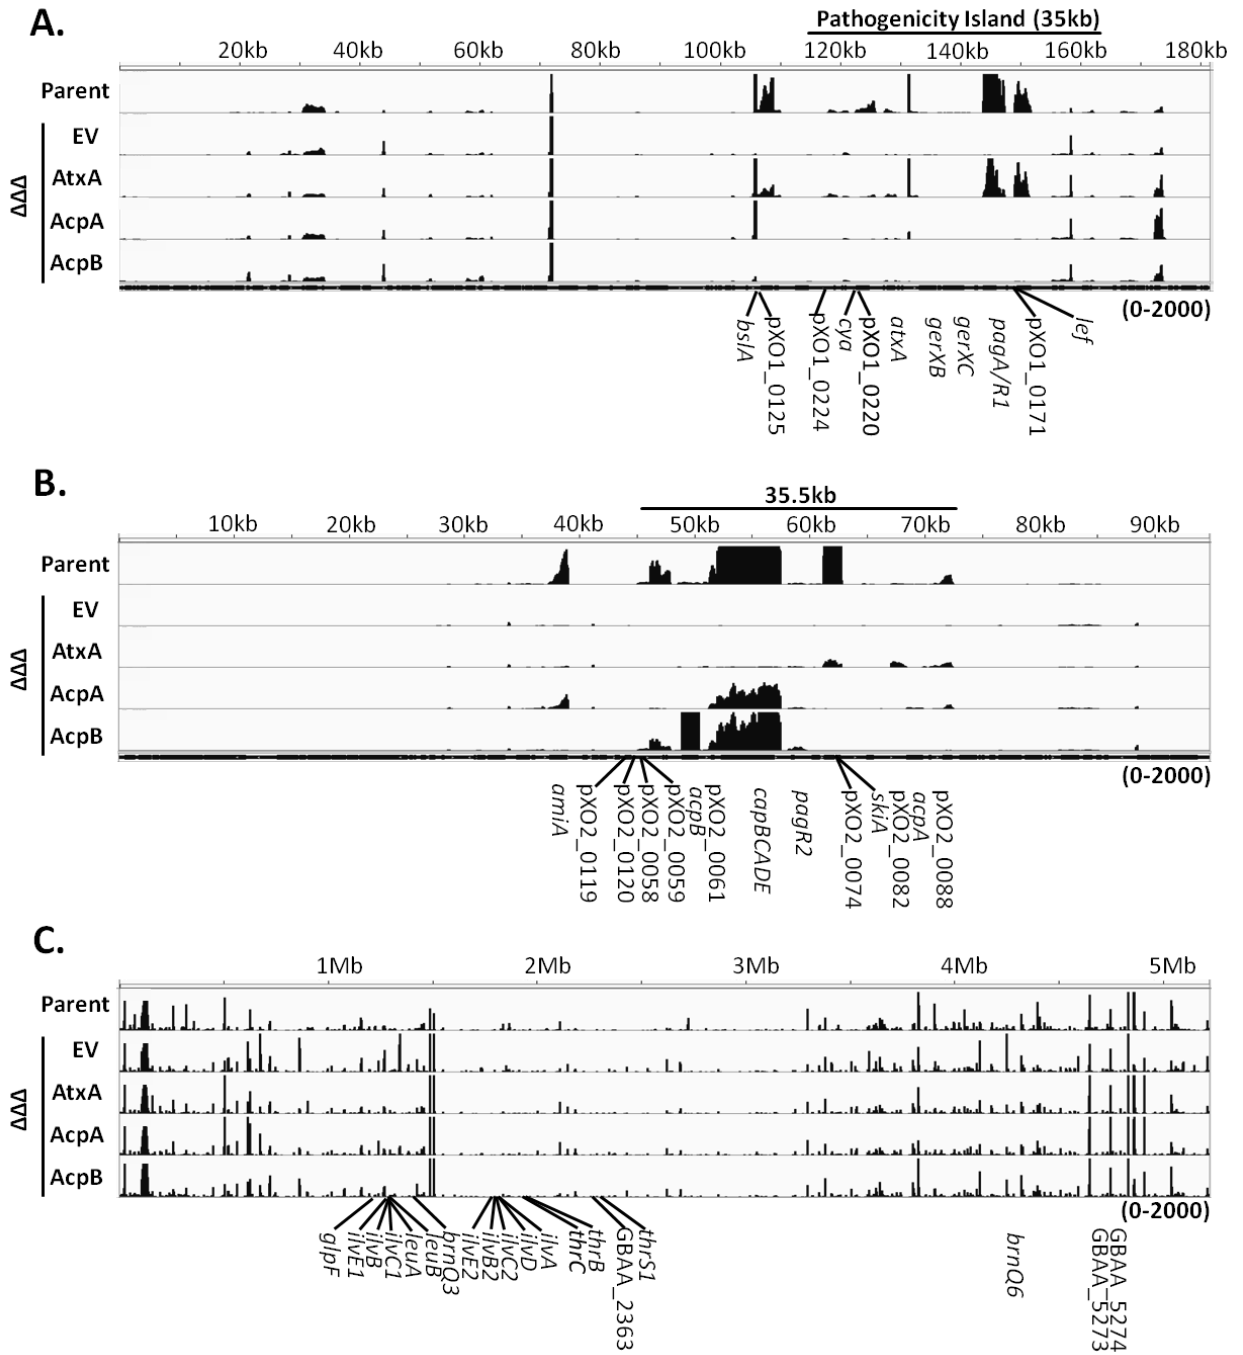 A.
Pathogenicity Island (35kb)
20kb 40kb 60kb 80kb 100kb 120kb 140kb 160kb 180kb
Parent
EV
AtxA
AcpA
AcpB
ΔΔΔ
(0-2000)
bslA
pXO1_0125
pXO1_0224
cya
pXO1_0220
atxA
gerXB
gerXC
pagA/R1
pXO1_0171
lef
B.
35.5kb
10kb 20kb 30kb 40kb 50kb 60kb 70kb 80kb 90kb
Parent
EV
AtxA
AcpA
AcpB
ΔΔΔ
(0-2000)
amiA
pXO2_0119
pXO2_0120
pXO2_0058
pXO2_0059
acpB
pXO2_0061
capBCADE
pagR2
pXO2_0074
skiA
pXO2_0082
acpA
pXO2_0088
C.
1Mb 2Mb 3Mb 4Mb 5Mb
Parent
EV
AtxA
AcpA
AcpB
ΔΔΔ
(0-2000)
glpF
ilvE1
ilvB
ilvC1
leuA
leuB
brnQ3
ilvE2
ilvB2
ilvC2
ilvD
ilvA
thrC
thrB
GBAA_2363
thrS1
brnQ6
GBAA_5273
GBAA_5274